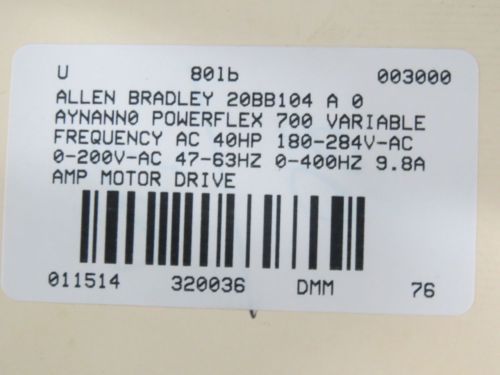 U 80lb 003000
ALLEN BRADLEY 20BB104 A 0
AYNANN0 POWERFLEX 700 VARIABLE
FREQUENCY AC 40HP 180-284V-AC
0-200V-AC 47-63HZ 0-400HZ 9.8A
AMP MOTOR DRIVE
011514 320036 DMM 76